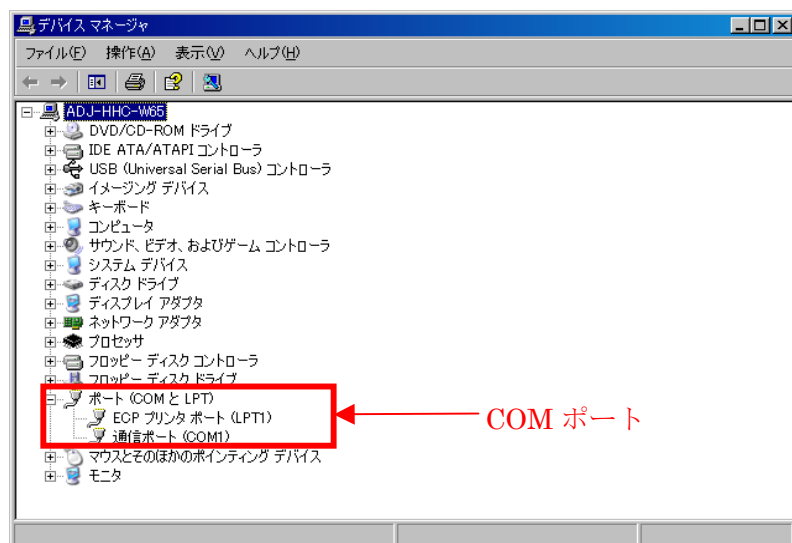 デバイス マネージャ
ファイル(F) 操作(A) 表示(V) ヘルプ(H)
ADJ-HHC-W65
DVD/CD-ROM ドライブ
IDE ATA/ATAPI コントローラ
USB (Universal Serial Bus) コントローラ
イメージング デバイス
キーボード
コンピュータ
サウンド、ビデオ、およびゲーム コントローラ
システム デバイス
ディスク ドライブ
ディスプレイ アダプタ
ネットワーク アダプタ
プロセッサ
フロッピー ディスク コントローラ
フロッピー ディスク ドライブ
ポート (COM と LPT)
ECP プリンタ ポート (LPT1)
通信ポート (COM1)
マウスとそのほかのポインティング デバイス
モニタ
COM ポート